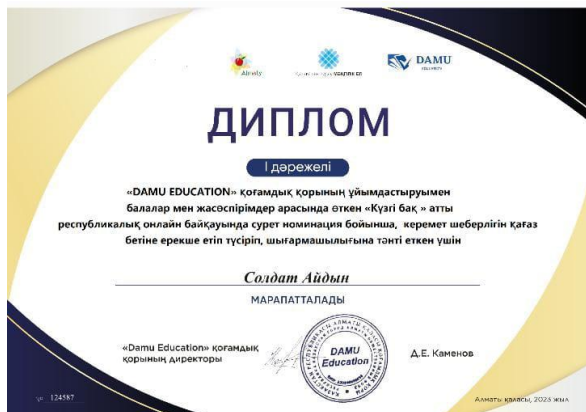 Almaty
DAMU
ДИПЛОМ
I дәрежелі
«DAMU EDUCATION» қоғамдық қорының ұйымдастыруымен
балалар мен жасөспірімдер арасында өткен «Күзгі бақ » атты
республикалық онлайн байқауында сурет номинация бойынша, керемет шеберлігін қағаз
бетіне ерекше етіп түсіріп, шығармашылығына тәнті еткен үшін
Солдат Айдын
МАРАПАТТАЛАДЫ
«Damu Education» қоғамдық
қорының директоры
DAMU
Education
Д.Е. Каменов
124587
Алматы қаласы, 2023 жыл